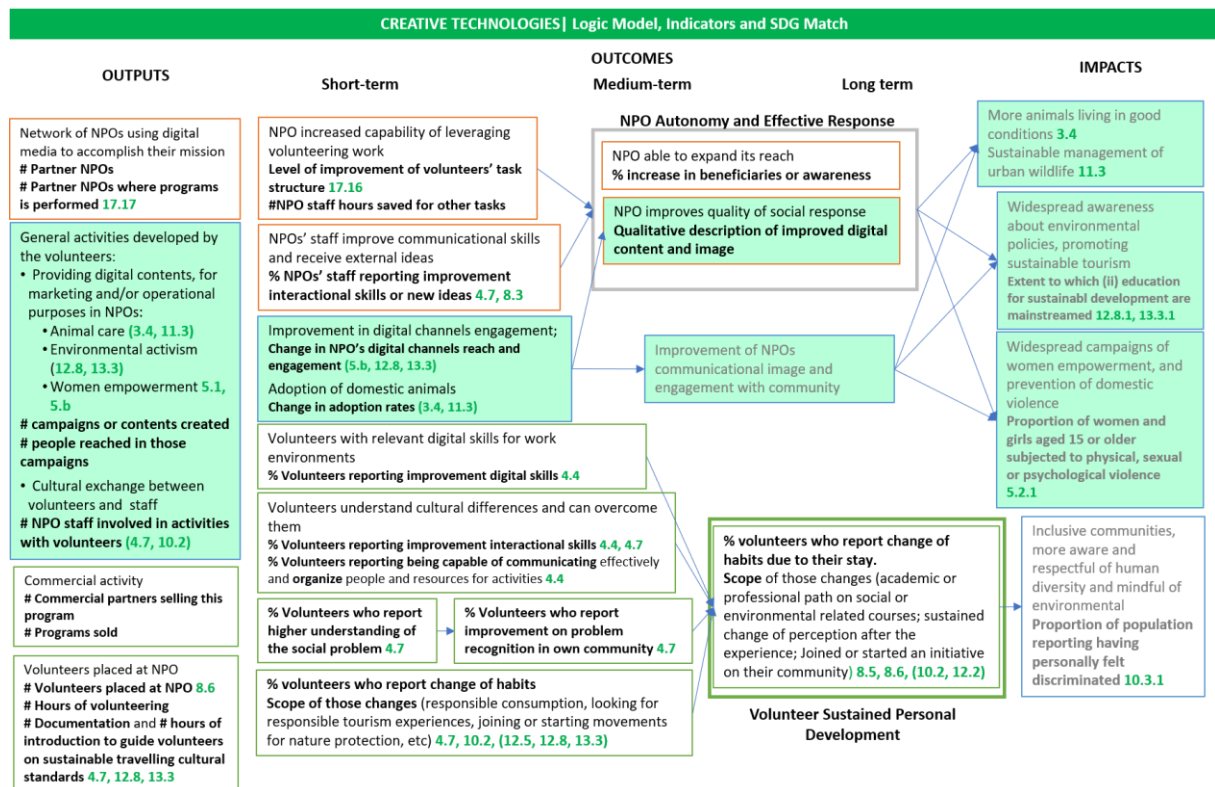 CREATIVE TECHNOLOGIES| Logic Model, Indicators and SDG Match
OUTPUTS
OUTCOMES
Short-term
Medium-term
Long term
IMPACTS
Network of NPOs using digital
media to accomplish their mission
# Partner NPOs
# Partner NPOs where programs
is performed 17.17
General activities developed by
the volunteers:
• Providing digital contents, for
marketing and/or operational
purposes in NPOs:
• Animal care (3.4, 11.3)
• Environmental activism
(12.8, 13.3)
• Women empowerment 5.1,
5.b
# campaigns or contents created
# people reached in those
campaigns
• Cultural exchange between
volunteers and staff
# NPO staff involved in activities
with volunteers (4.7, 10.2)
Commercial activity
# Commercial partners selling this
program
# Programs sold
Volunteers placed at NPO
# Volunteers placed at NPO 8.6
# Hours of volunteering
# Documentation and # hours of
introduction to guide volunteers
on sustainable travelling cultural
standards 4.7, 12.8, 13.3
NPO increased capability of leveraging
volunteering work
Level of improvement of volunteers' task
structure 17.16
#NPO staff hours saved for other tasks
NPOs' staff improve communicational skills
and receive external ideas
% NPOs' staff reporting improvement
interactional skills or new ideas 4.7, 8.3
Improvement in digital channels engagement;
Change in NPO's digital channels reach and
engagement (5.b, 12.8, 13.3)
Adoption of domestic animals
Change in adoption rates (3.4, 11.3)
Volunteers with relevant digital skills for work
environments
% Volunteers reporting improvement digital skills 4.4
Volunteers understand cultural differences and can overcome
them
% Volunteers reporting improvement interactional skills 4.4, 4.7
% Volunteers reporting being capable of communicating effectively
and organize people and resources for activities 4.4
% Volunteers who report
higher understanding of
the social problem 4.7
% Volunteers who report
improvement on problem
recognition in own community 4.7
% volunteers who report change of habits
Scope of those changes (responsible consumption, looking for
responsible tourism experiences, joining or starting movements
for nature protection, etc) 4.7, 10.2, (12.5, 12.8, 13.3)
NPO Autonomy and Effective Response
NPO able to expand its reach
% increase in beneficiaries or awareness
NPO improves quality of social response
Qualitative description of improved digital
content and image
Improvement of NPOs
communicational image and
engagement with community
% volunteers who report change of
habits due to their stay.
Scope of those changes (academic or
professional path on social or
environmental related courses; sustained
change of perception after the
experience; Joined or started an initiative
on their community) 8.5, 8.6, (10.2, 12.2)
Volunteer Sustained Personal
Development
More animals living in good
conditions 3.4
Sustainable management of
urban wildlife 11.3
Widespread awareness
about environmental
policies, promoting
sustainable tourism
Extent to which (ii) education
for sustainabl development are
mainstreamed 12.8.1, 13.3.1
Widespread campaigns of
women empowerment, and
prevention of domestic
violence
Proportion of women and
girls aged 15 or older
subjected to physical, sexual
or psychological violence
5.2.1
Inclusive communities,
more aware and
respectful of human
diversity and mindful of
environmental
Proportion of population
reporting having
personally felt
discriminated 10.3.1